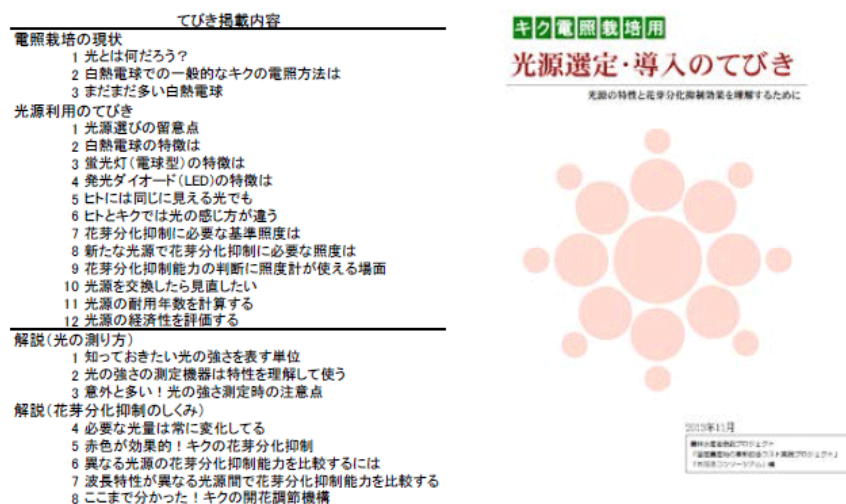 てびき掲載内容
電照栽培の現状
1 光とは何だろう?
2 白熱電球での一般的なキクの電照方法は
3 まだまだ多い白熱電球
光源利用のてびき
1 光源選びの留意点
2 白熱電球の特徴は
3 蛍光灯(電球型)の特徴は
4 発光ダイオード(LED)の特徴は
5 ヒトには同じに見える光でも
6 ヒトとキクでは光の感じ方が違う
7 花芽分化抑制に必要な基準照度は
8 新たな光源で花芽分化抑制に必要な照度は
9 花芽分化抑制能力の判断に照度計が使える場面
10 光源を交換したら見直したい
11 光源の耐用年数を計算する
12 光源の経済性を評価する
解説(光の測り方)
1 知っておきたい光の強さを表す単位
2 光の強さの測定機器は特性を理解して使う
3 意外と多い!光の強さ測定時の注意点
解説(花芽分化抑制のしくみ)
4 必要な光量は常に変化してる
5 赤色が効果的!キクの花芽分化抑制
6 異なる光源の花芽分化抑制能力を比較するには
7 波長特性が異なる光源間で花芽分化抑制能力を比較する
8 ここまで分かった!キクの開花調節機構
キク電照栽培用
光源選定・導入のてびき
光源の特性と花芽分化抑制効果を理解するために
2013年11月